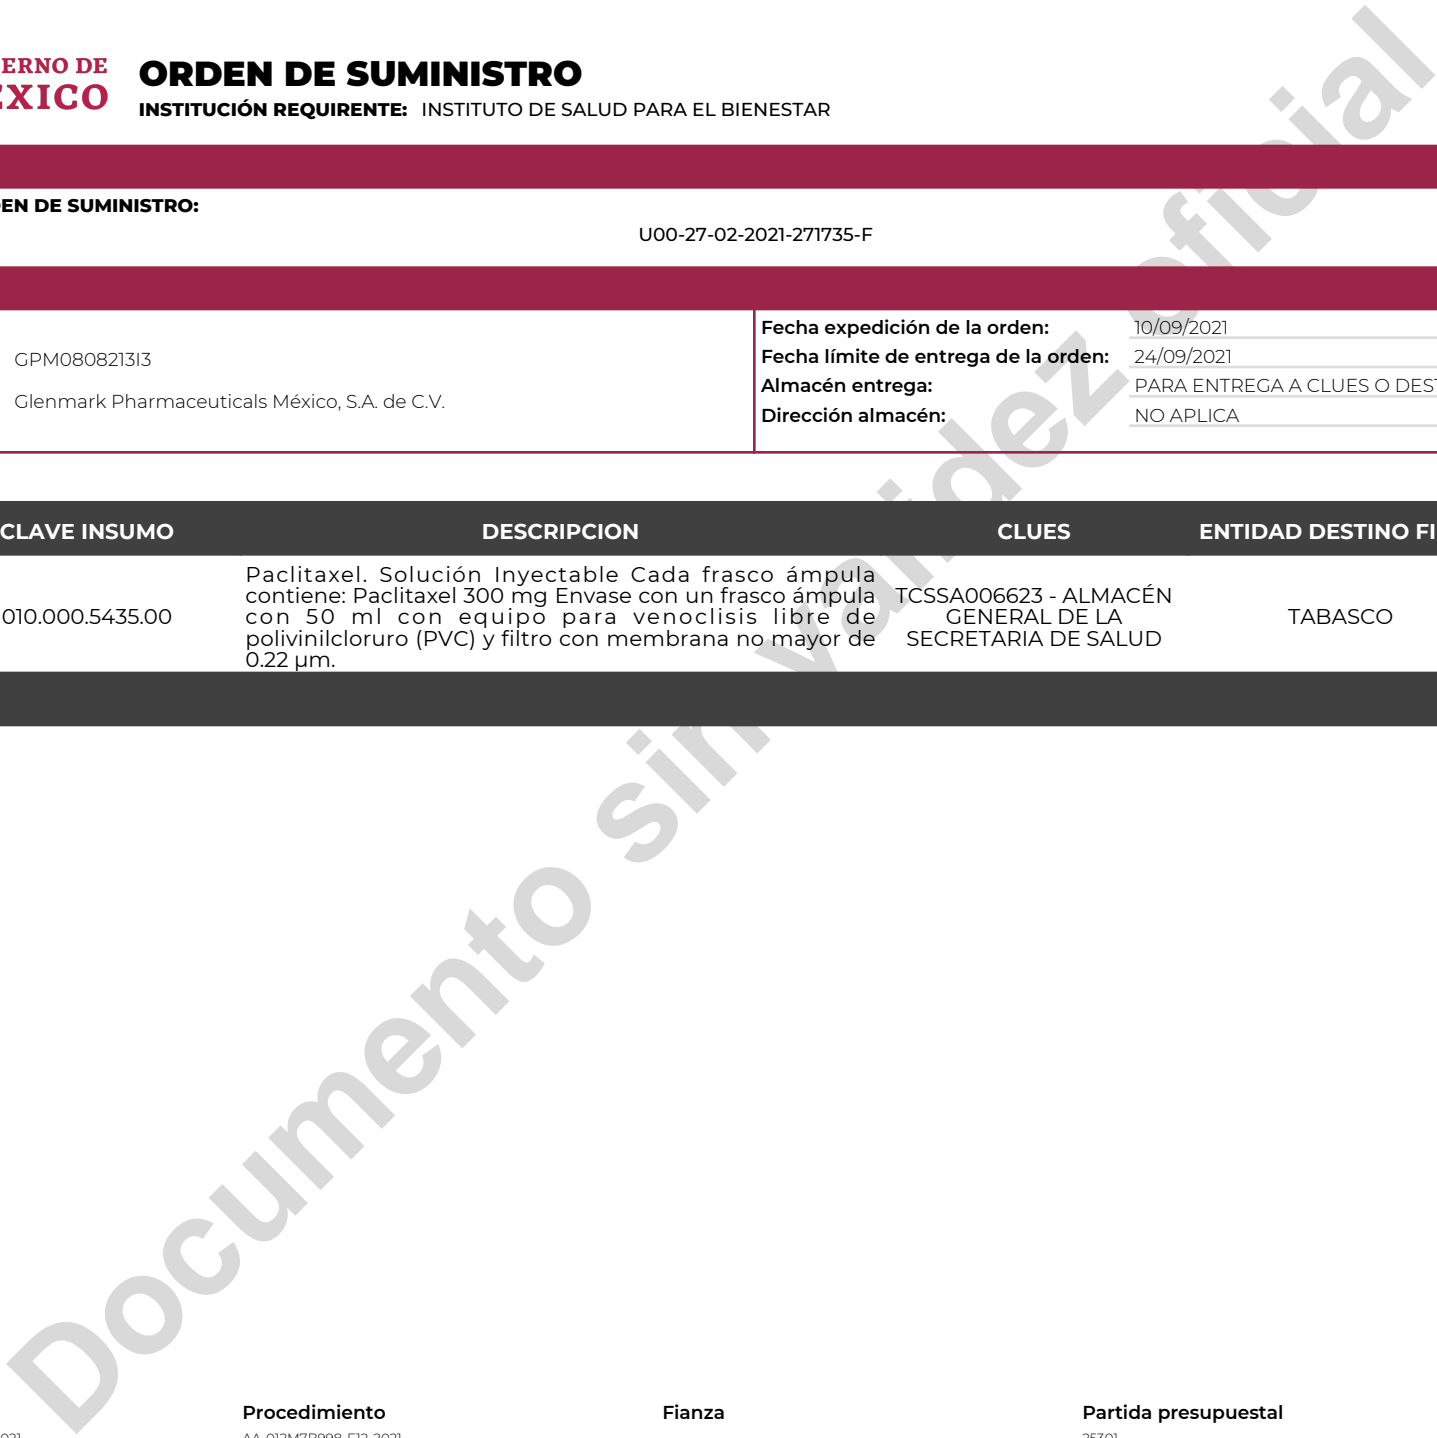 ERNO DE
ÉXICO
ORDEN DE SUMINISTRO
INSTITUCIÓN REQUIRENTE: INSTITUTO DE SALUD PARA EL BIENESTAR
EN DE SUMINISTRO:
U00-27-02-2021-271735-F
GPM0808213I3
Glenmark Pharmaceuticals México, S.A. de C.V.
Fecha expedición de la orden: 10/09/2021
Fecha límite de entrega de la orden: 24/09/2021
Almacén entrega: PARA ENTREGA A CLUES O DEST
Dirección almacén: NO APLICA
CLAVE INSUMO DESCRIPCION CLUES ENTIDAD DESTINO FI
010.000.5435.00
Paclitaxel. Solución Inyectable Cada frasco ámpula
contiene: Paclitaxel 300 mg Envase con un frasco ámpula
con 50 ml con equipo para venoclisis libre de
polivinilcloruro (PVC) y filtro con membrana no mayor de
0.22 µm.
TCSSA006623 - ALMACÉN
GENERAL DE LA
SECRETARIA DE SALUD
TABASCO
Documento sin validez oficial
Procedimiento Fianza Partida presupuestal